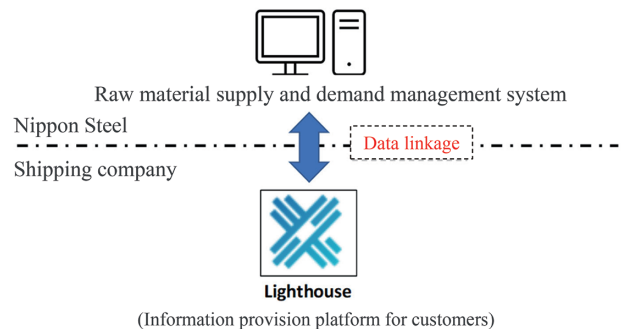 Raw material supply and demand management system
Nippon Steel
Data linkage
Shipping company
Lighthouse
(Information provision platform for customers)